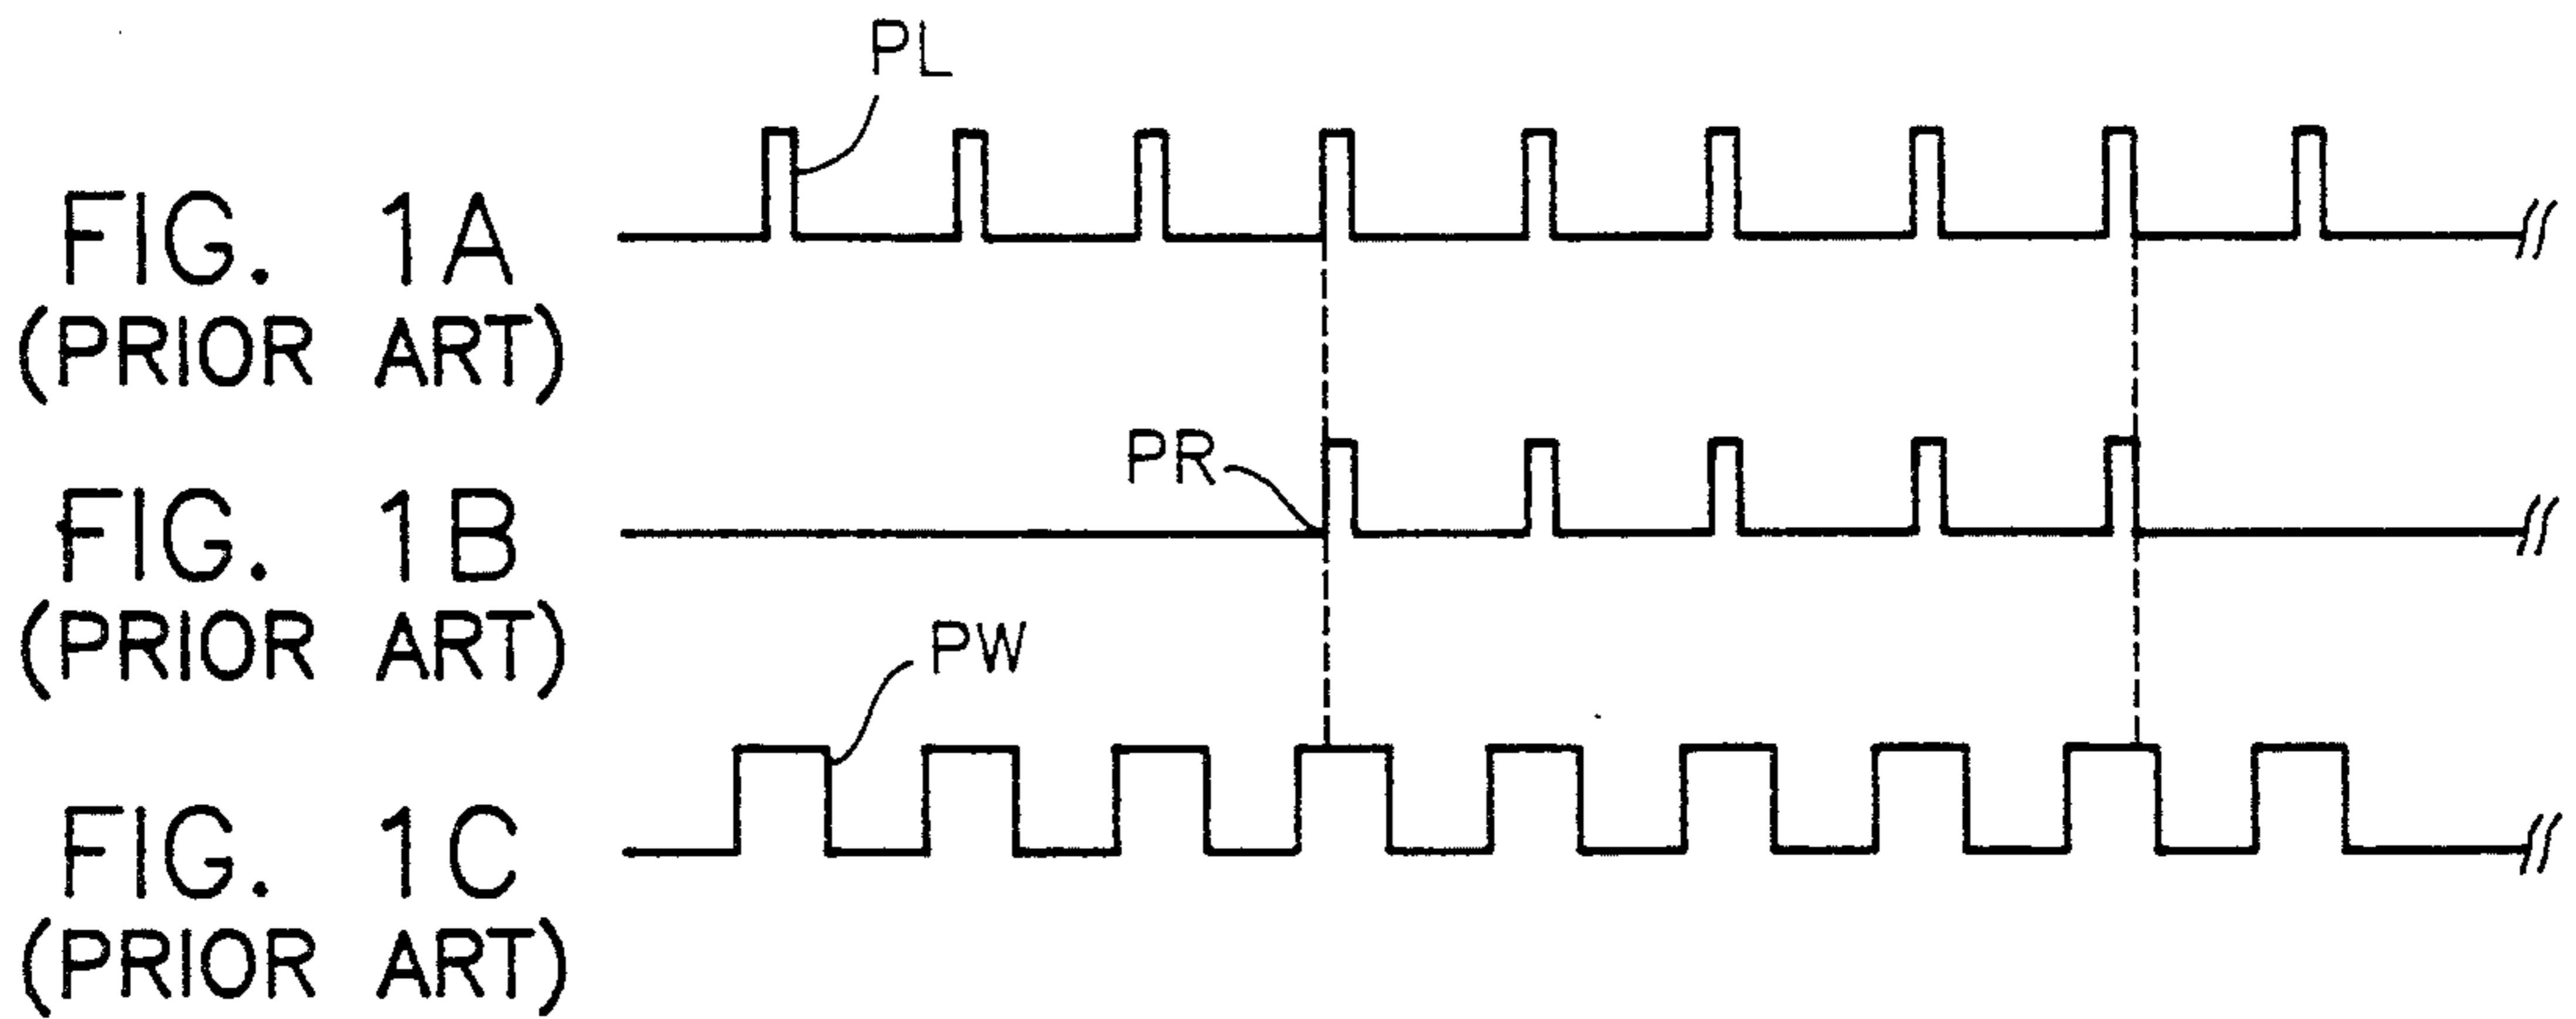 PL
FIG. 1A
(PRIOR ART)
PR
FIG. 1B
(PRIOR ART)
PW
FIG. 1C
(PRIOR ART)